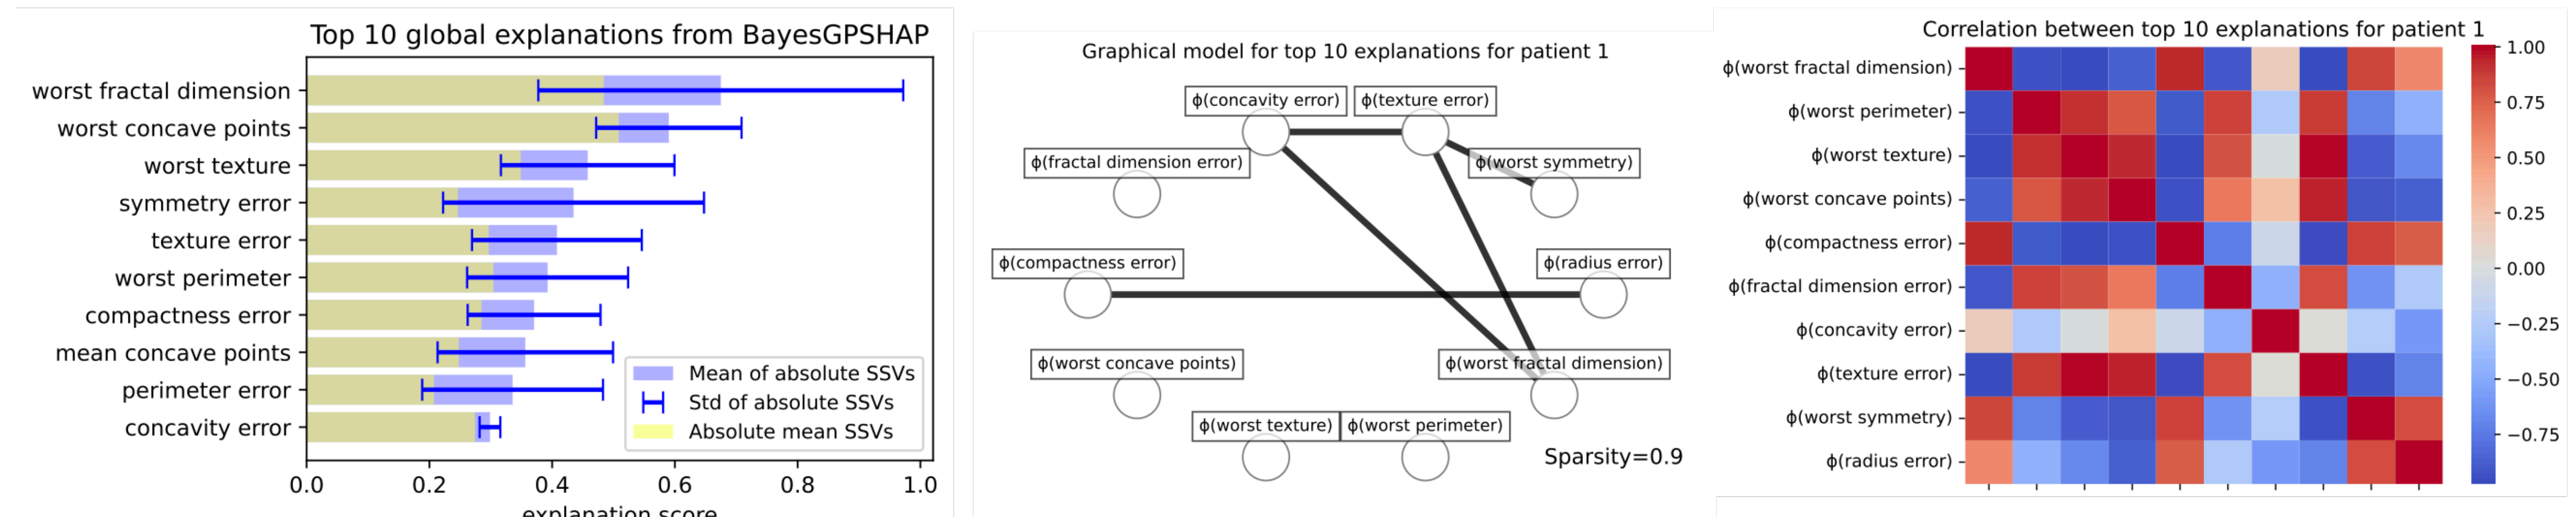 Top 10 global explanations from BayesGPSHAP
worst fractal dimension
worst concave points
worst texture
symmetry error
texture error
worst perimeter
compactness error
mean concave points
perimeter error
concavity error
Mean of absolute SSVs
Std of absolute SSVs
Absolute mean SSVs
0.0 0.2 0.4 0.6 0.8 1.0
explanation score
Graphical model for top 10 explanations for patient 1
ϕ(concavity error) ϕ(texture error)
ϕ(fractal dimension error) ϕ(worst symmetry)
ϕ(compactness error) ϕ(radius error)
ϕ(worst concave points) ϕ(worst fractal dimension)
ϕ(worst texture) ϕ(worst perimeter)
Sparsity=0.9
Correlation between top 10 explanations for patient 1
ϕ(worst fractal dimension)
ϕ(worst perimeter)
ϕ(worst texture)
ϕ(worst concave points)
ϕ(compactness error)
ϕ(fractal dimension error)
ϕ(concavity error)
ϕ(texture error)
ϕ(worst symmetry)
ϕ(radius error)
1.00
0.75
0.50
0.25
0.00
−0.25
−0.50
−0.75